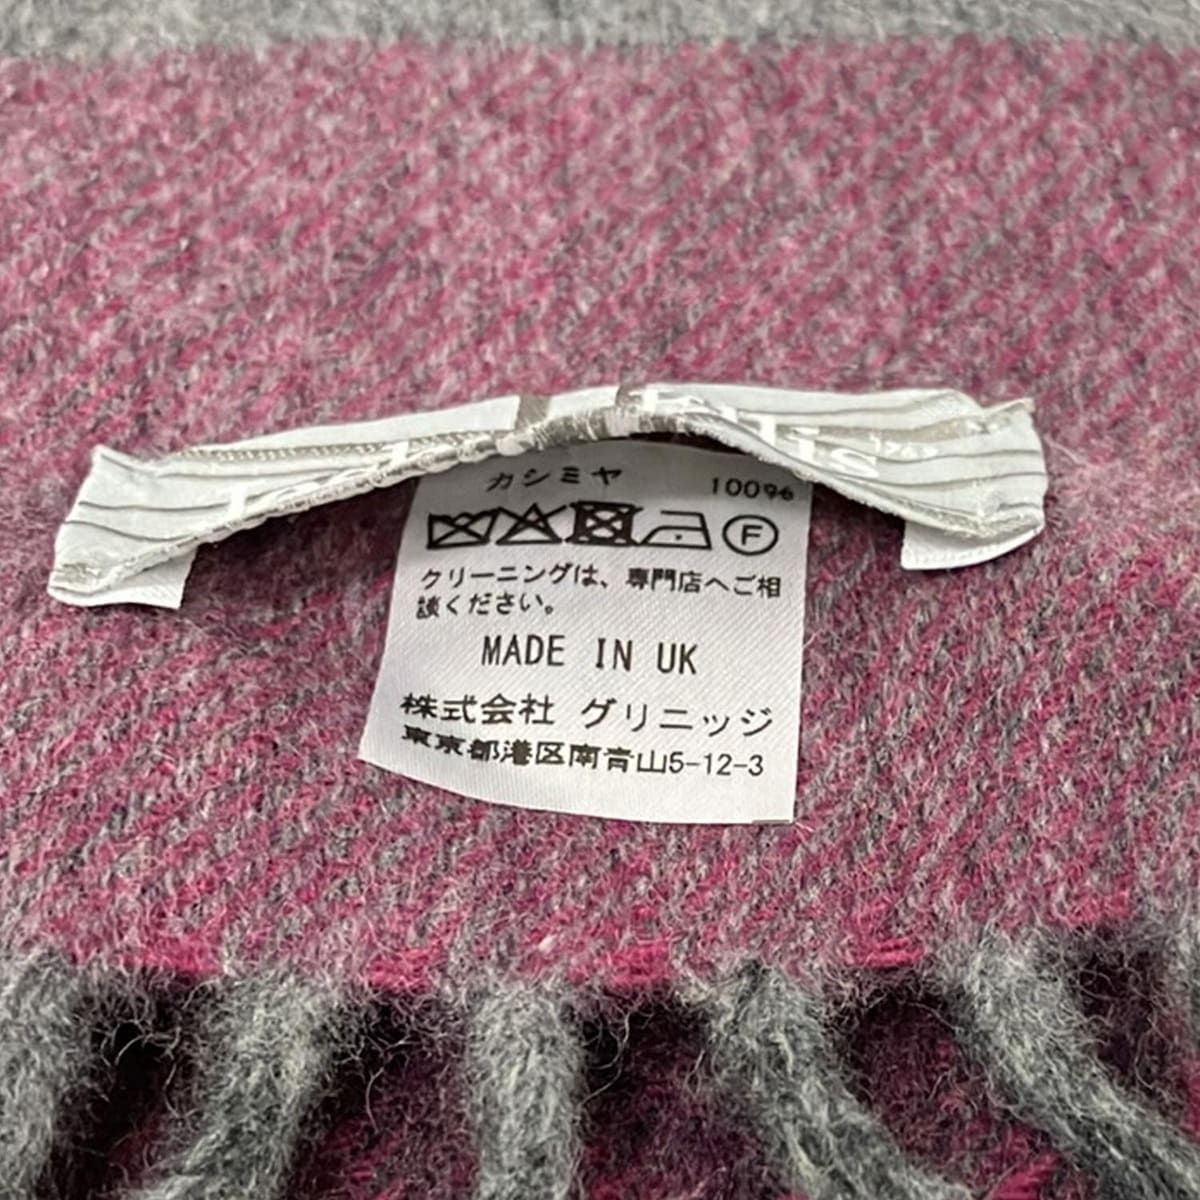 カシミヤ 100%
F
クリーニングは、専門店へご相
談ください。
MADE IN UK
株式会社 グリニッジ
東京都港区南青山5-12-3